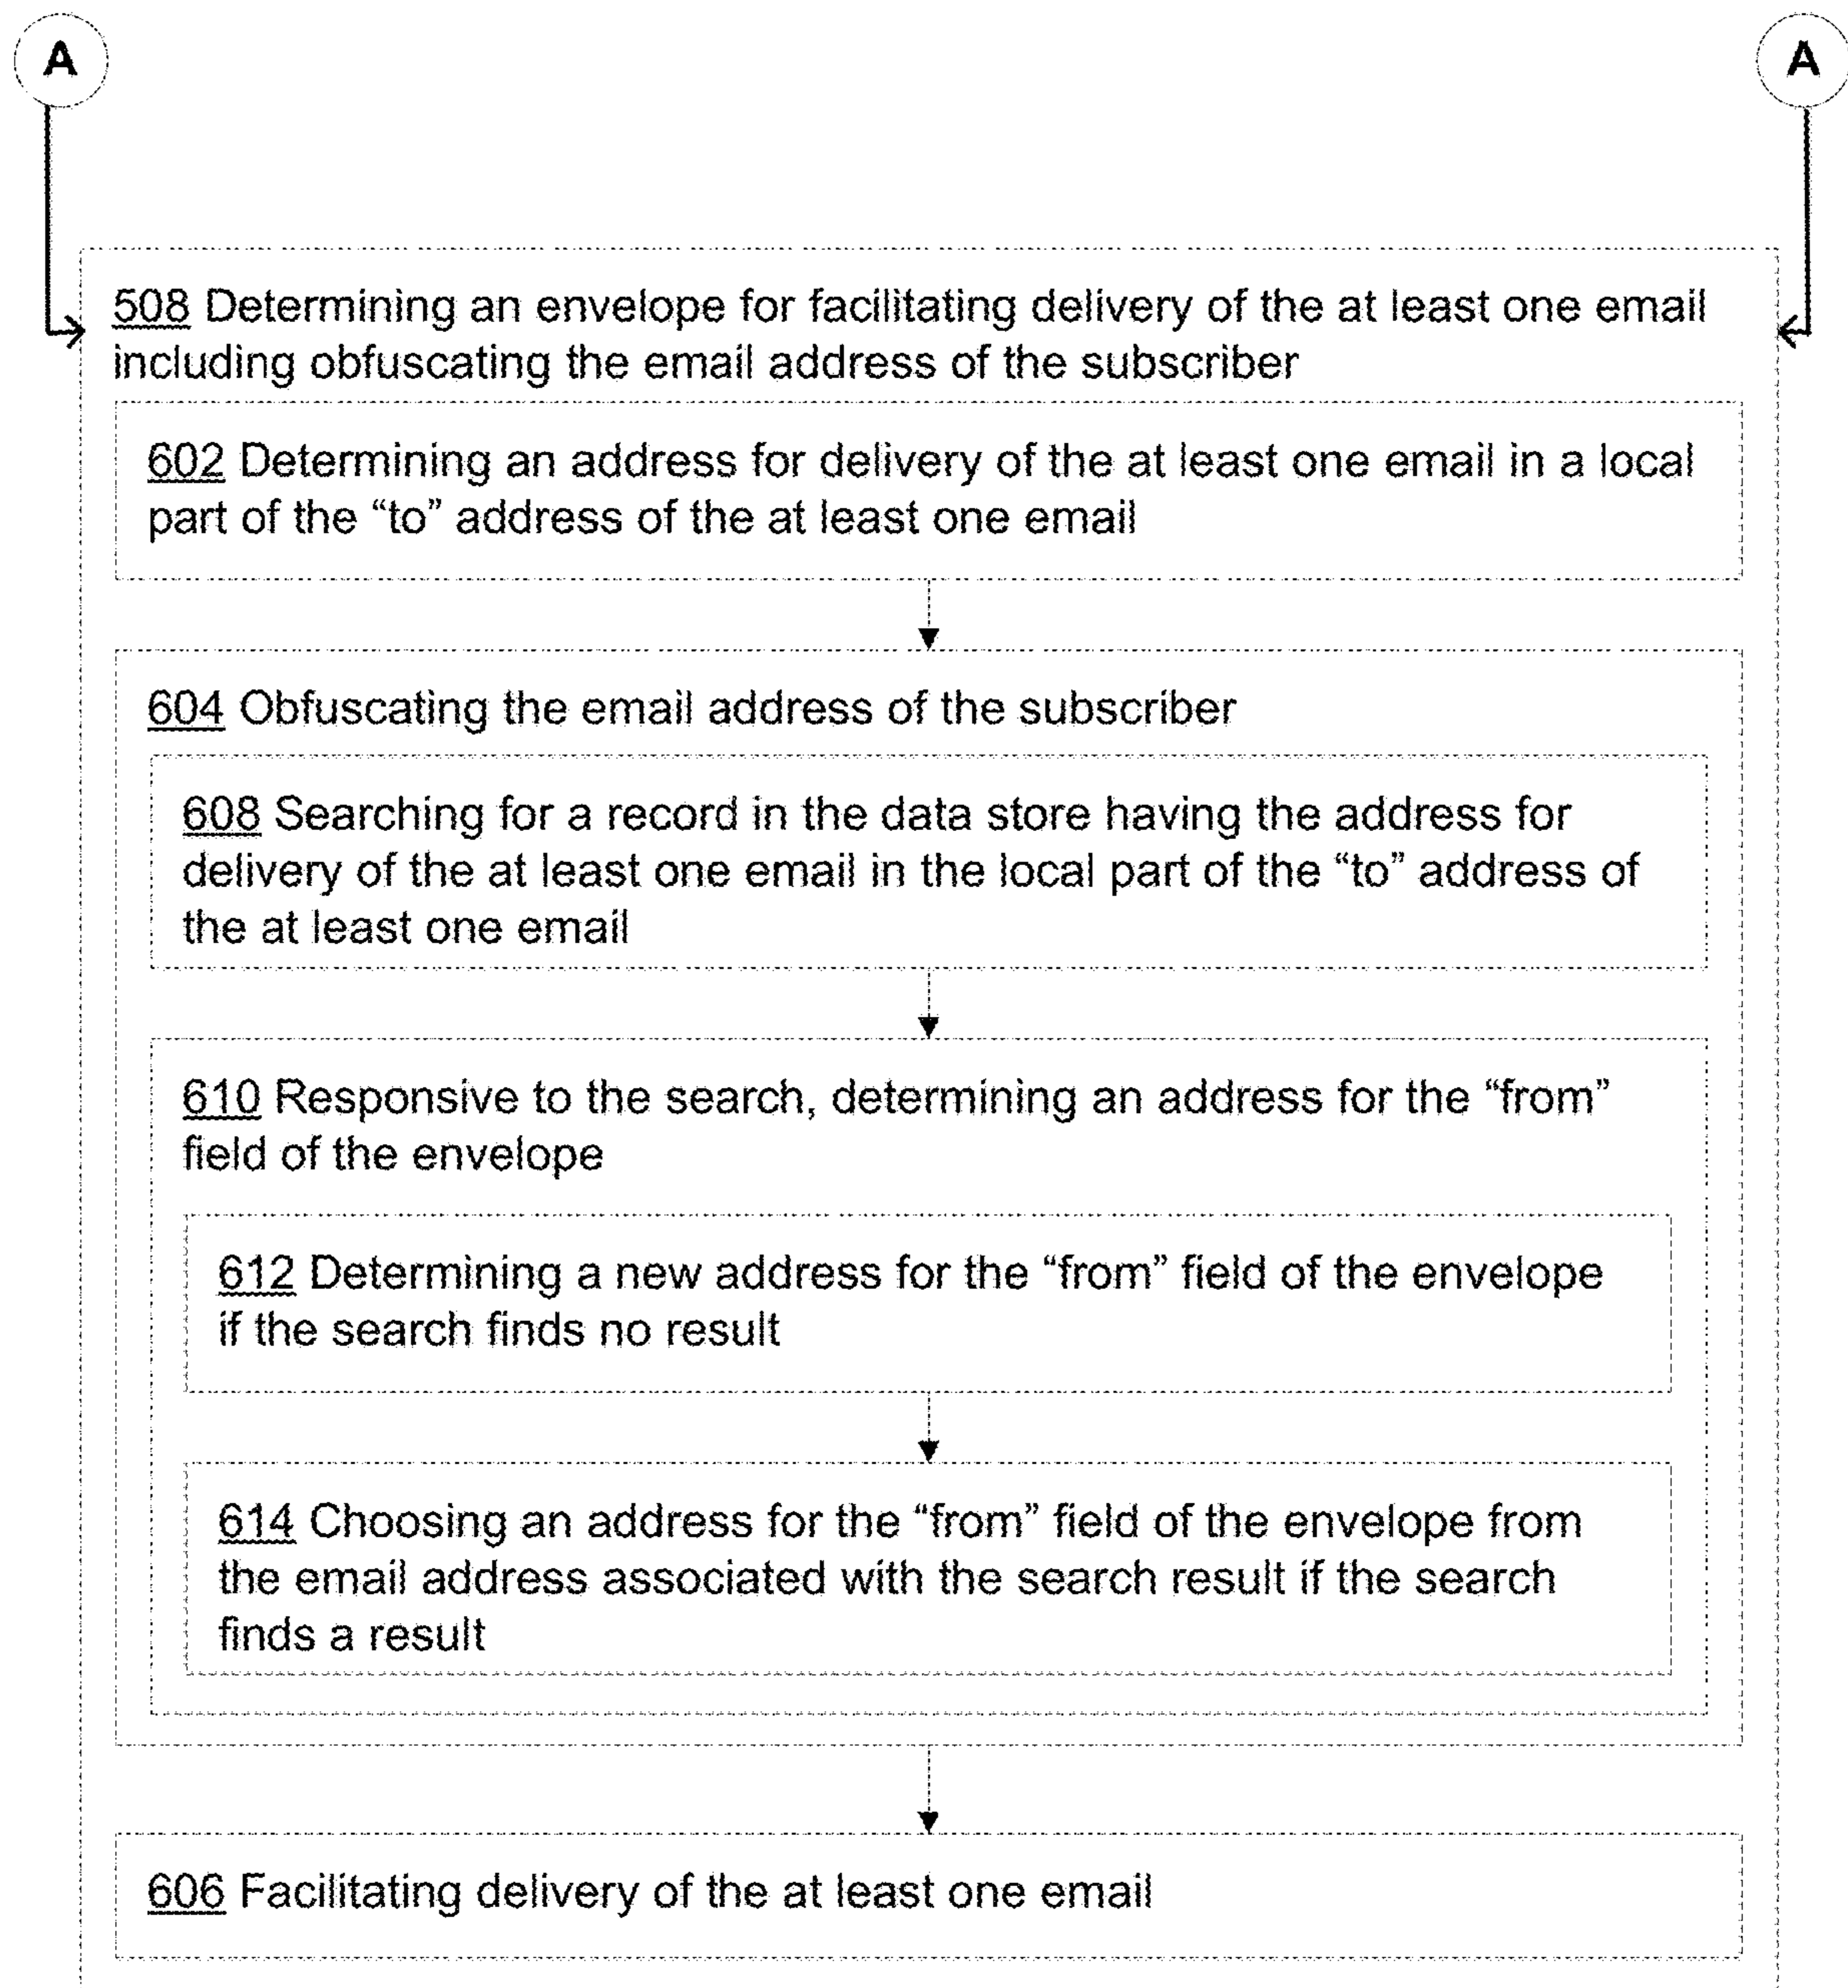 A
A
508 Determining an envelope for facilitating delivery of the at least one email
including obfuscating the email address of the subscriber
602 Determining an address for delivery of the at least one email in a local
part of the “to” address of the at least one email
604 Obfuscating the email address of the subscriber
608 Searching for a record in the data store having the address for
delivery of the at least one email in the local part of the “to” address of
the at least one email
610 Responsive to the search, determining an address for the “from”
field of the envelope
612 Determining a new address for the “from” field of the envelope
if the search finds no result
614 Choosing an address for the “from” field of the envelope from
the email address associated with the search result if the search
finds a result
606 Facilitating delivery of the at least one email